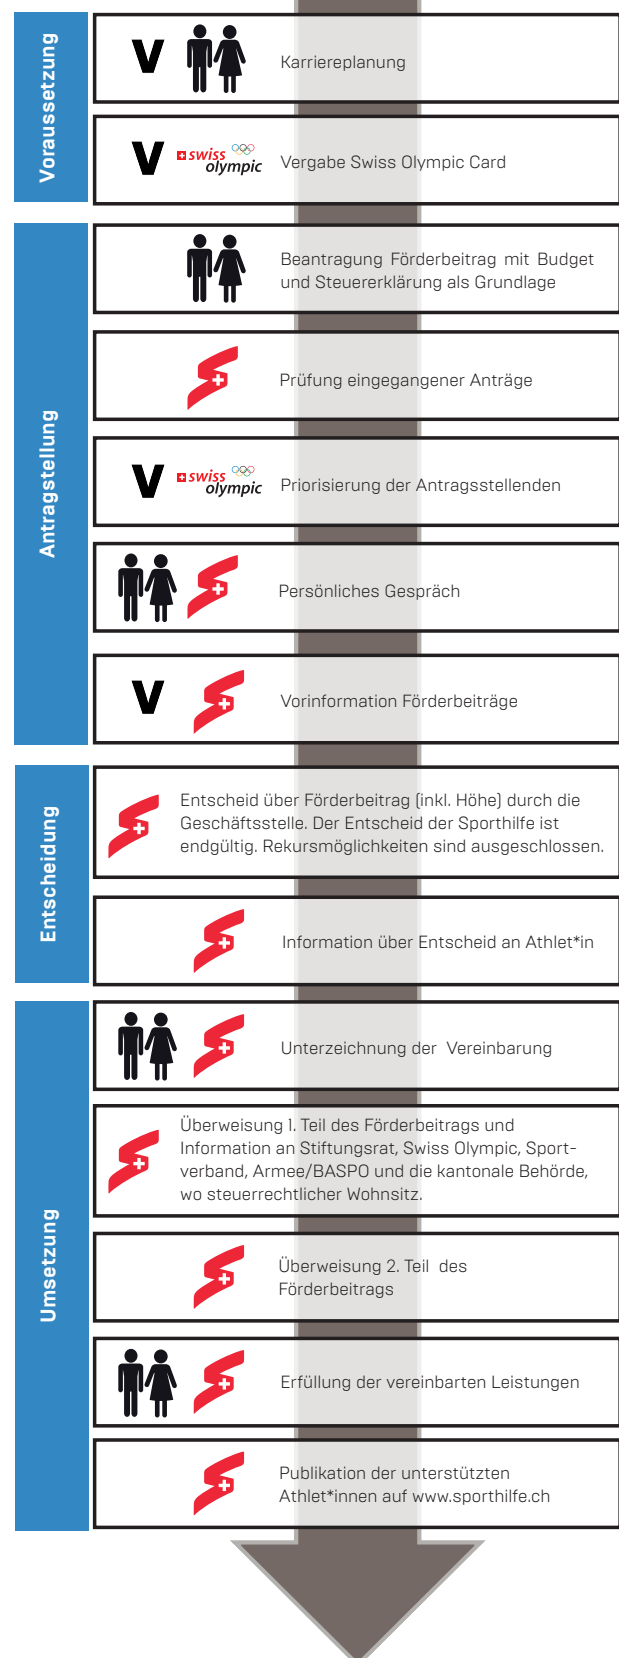 Voraussetzung
V
Karriereplanung
V
swiss
olympic
Vergabe Swiss Olympic Card
Antragstellung
Beantragung Förderbeitrag mit Budget
und Steuererklärung als Grundlage
Prüfung eingegangener Anträge
V
swiss
olympic
Priorisierung der Antragsstellenden
Persönliches Gespräch
V
Vorinformation Förderbeiträge
Entscheidung
Entscheid über Förderbeitrag (inkl. Höhe) durch die
Geschäftsstelle. Der Entscheid der Sporthilfe ist
endgültig. Rekursmöglichkeiten sind ausgeschlossen.
Information über Entscheid an Athlet*in
Umsetzung
Unterzeichnung der Vereinbarung
Überweisung 1. Teil des Förderbeitrags und
Information an Stiftungsrat, Swiss Olympic, Sport-
verband, Armee/BASPO und die kantonale Behörde,
wo steuerrechtlicher Wohnsitz.
Überweisung 2. Teil des
Förderbeitrags
Erfüllung der vereinbarten Leistungen
Publikation der unterstützten
Athlet*innen auf www.sporthilfe.ch